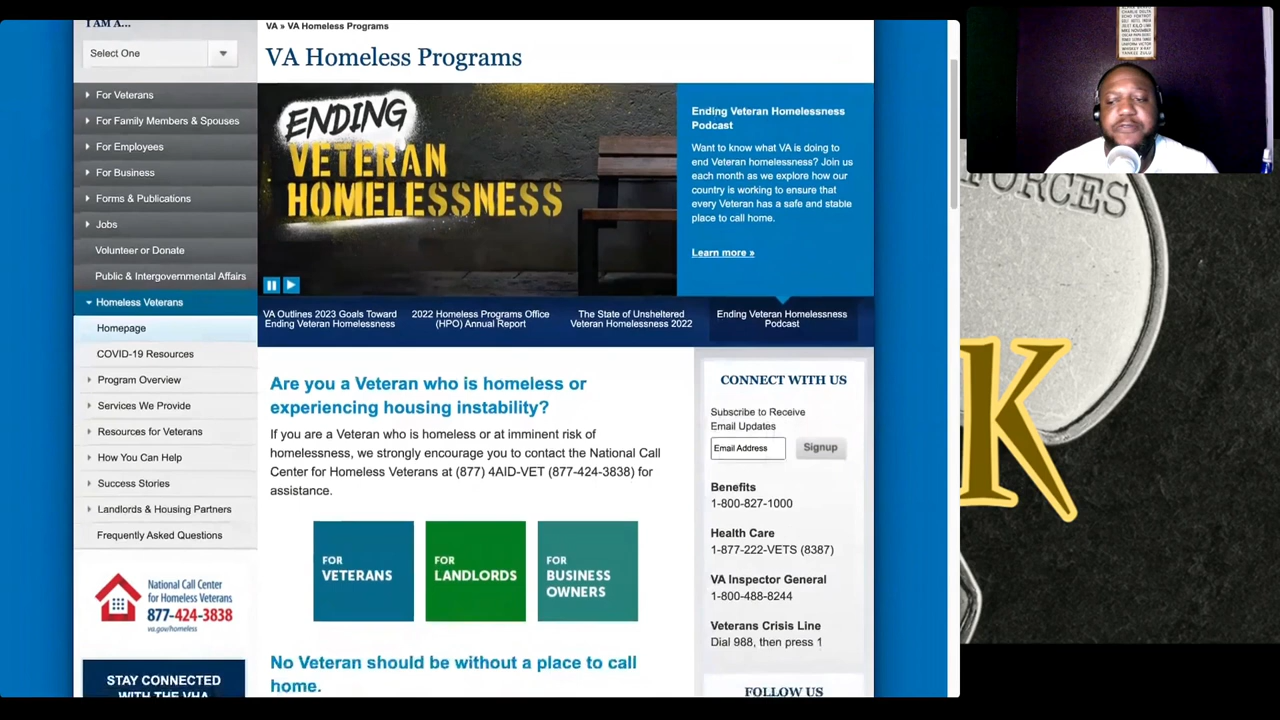 I AM A...
Select One
For Veterans
For Family Members & Spouses
For Employees
For Business
Forms & Publications
Jobs
Volunteer or Donate
Public & Intergovernmental Affairs
Homeless Veterans
Homepage
COVID-19 Resources
Program Overview
Services We Provide
Resources for Veterans
How You Can Help
Success Stories
Landlords & Housing Partners
Frequently Asked Questions
National Call Center
for Homeless Veterans
877-424-3838
va.gov/homeless
STAY CONNECTED
WITH THE VHA
VA » VA Homeless Programs
VA Homeless Programs
ENDING
VETERAN
HOMELESSNESS
Ending Veteran Homelessness
Podcast
Want to know what VA is doing to
end Veteran homelessness? Join us
each month as we explore how our
country is working to ensure that
every Veteran has a safe and stable
place to call home.
Learn more »
VA Outlines 2023 Goals Toward
Ending Veteran Homelessness
2022 Homeless Programs Office
(HPO) Annual Report
The State of Unsheltered
Veteran Homelessness 2022
Ending Veteran Homelessness
Podcast
Are you a Veteran who is homeless or
experiencing housing instability?
If you are a Veteran who is homeless or at imminent risk of
homelessness, we strongly encourage you to contact the National Call
Center for Homeless Veterans at (877) 4AID-VET (877-424-3838) for
assistance.
FOR
VETERANS
FOR
LANDLORDS
FOR
BUSINESS
OWNERS
No Veteran should be without a place to call
home.
CONNECT WITH US
Subscribe to Receive
Email Updates
Email Address
Signup
Benefits
1-800-827-1000
Health Care
1-877-222-VETS (8387)
VA Inspector General
1-800-488-8244
Veterans Crisis Line
Dial 988, then press 1
FOLLOW US
FORCES
K